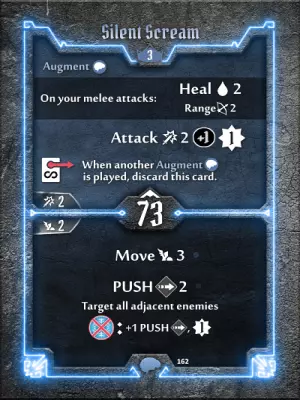 Silent Scream
3
Augment
On your melee attacks:
Heal 2
Range 2
Attack 2 +1 1
When another Augment
is played, discard this card.
2
73
2
Move 3
PUSH 2
Target all adjacent enemies
: +1 PUSH , 1
162